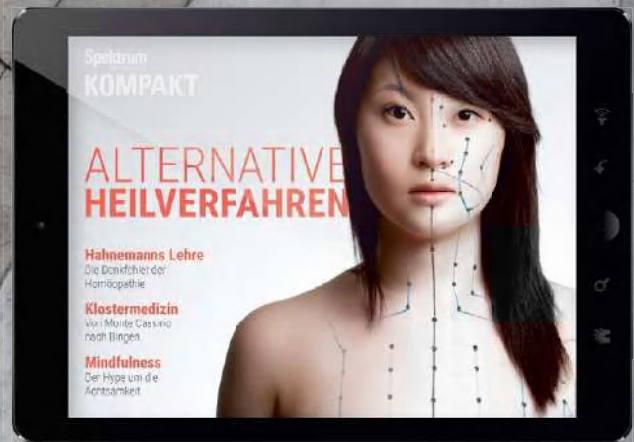 Spektrum
KOMPAKT
ALTERNATIVE
HEILVERFAHREN
Hahnemanns Lehre
Die Denkfehler der
Homöopathie
Klostermedizin
Von Monte Cassino
nach Bingen
Mindfulness
Der Hype um die
Achtsamkeit